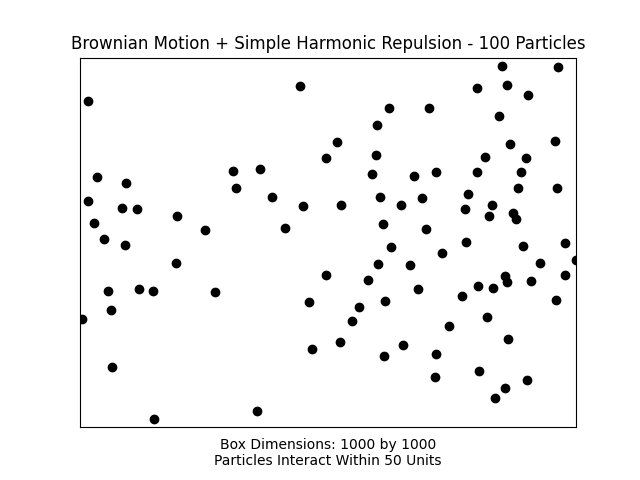 Brownian Motion + Simple Harmonic Repulsion - 100 Particles
Box Dimensions: 1000 by 1000
Particles Interact Within 50 Units